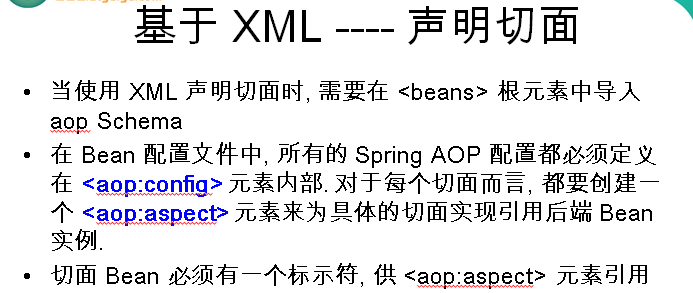 基于 XML ---- 声明切面
• 当使用 XML 声明切面时, 需要在 <beans> 根元素中导入
aop Schema
• 在 Bean 配置文件中, 所有的 Spring AOP 配置都必须定义
在 <aop:config> 元素内部. 对于每个切面而言, 都要创建一
个 <aop:aspect> 元素来为具体的切面实现引用后端 Bean
实例.
• 切面 Bean 必须有一个标示符, 供 <aop:aspect> 元素引用